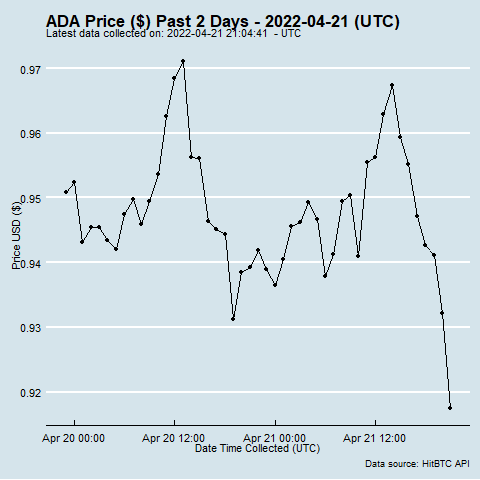 ADA Price ($) Past 2 Days - 2022-04-21 (UTC)
Latest data collected on: 2022-04-21 21:04:41 - UTC
0.97
0.96
0.95
0.94
0.93
0.92
Price USD ($)
Apr 20 00:00 Apr 20 12:00 Apr 21 00:00 Apr 21 12:00
Date Time Collected (UTC)
Data source: HitBTC API